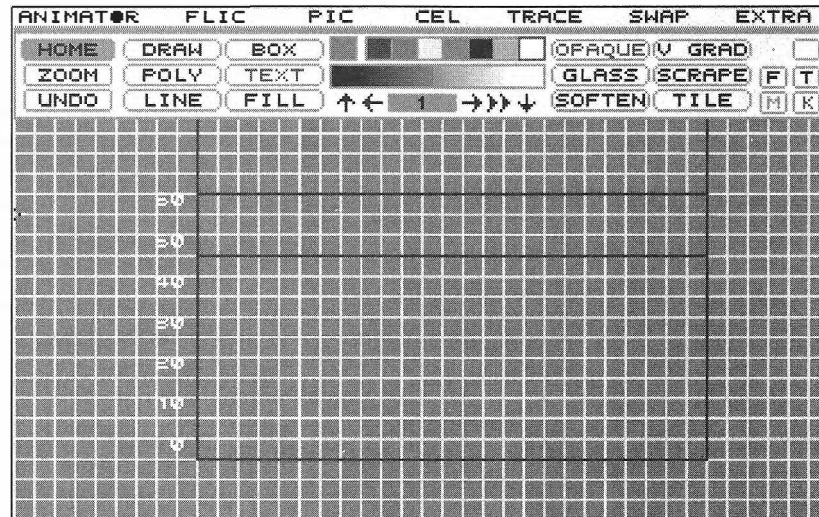 ANIMATOR FLIC PIC CEL TRACE SWAP EXTRA
HOME DRAW BOX OPAQUE V GRAD
ZOOM POLY TEXT GLASS SCRAPE F T
UNDO LINE FILL 1 SOFTEN TILE M K
60
50
40
30
20
10
0